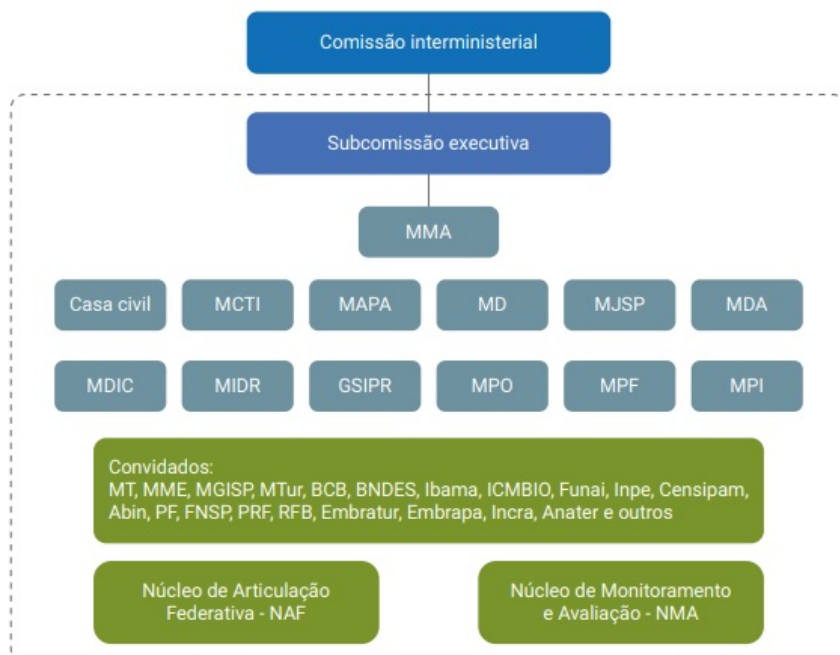 Comissão interministerial
Subcomissão executiva
MMA
Casa civil
MCTI
MAPA
MD
MJSP
MDA
MDIC
MIDR
GSIPR
MPO
MPF
MPI
Convidados:
MT, MME, MGISP, MTur, BCB, BNDES, Ibama, ICMBIO, Funai, Inpe, Censipam,
Abin, PF, FNSP, PRF, RFB, Embratur, Embrapa, Incra, Anater e outros
Núcleo de Articulação
Federativa - NAF
Núcleo de Monitoramento
e Avaliação - NMA